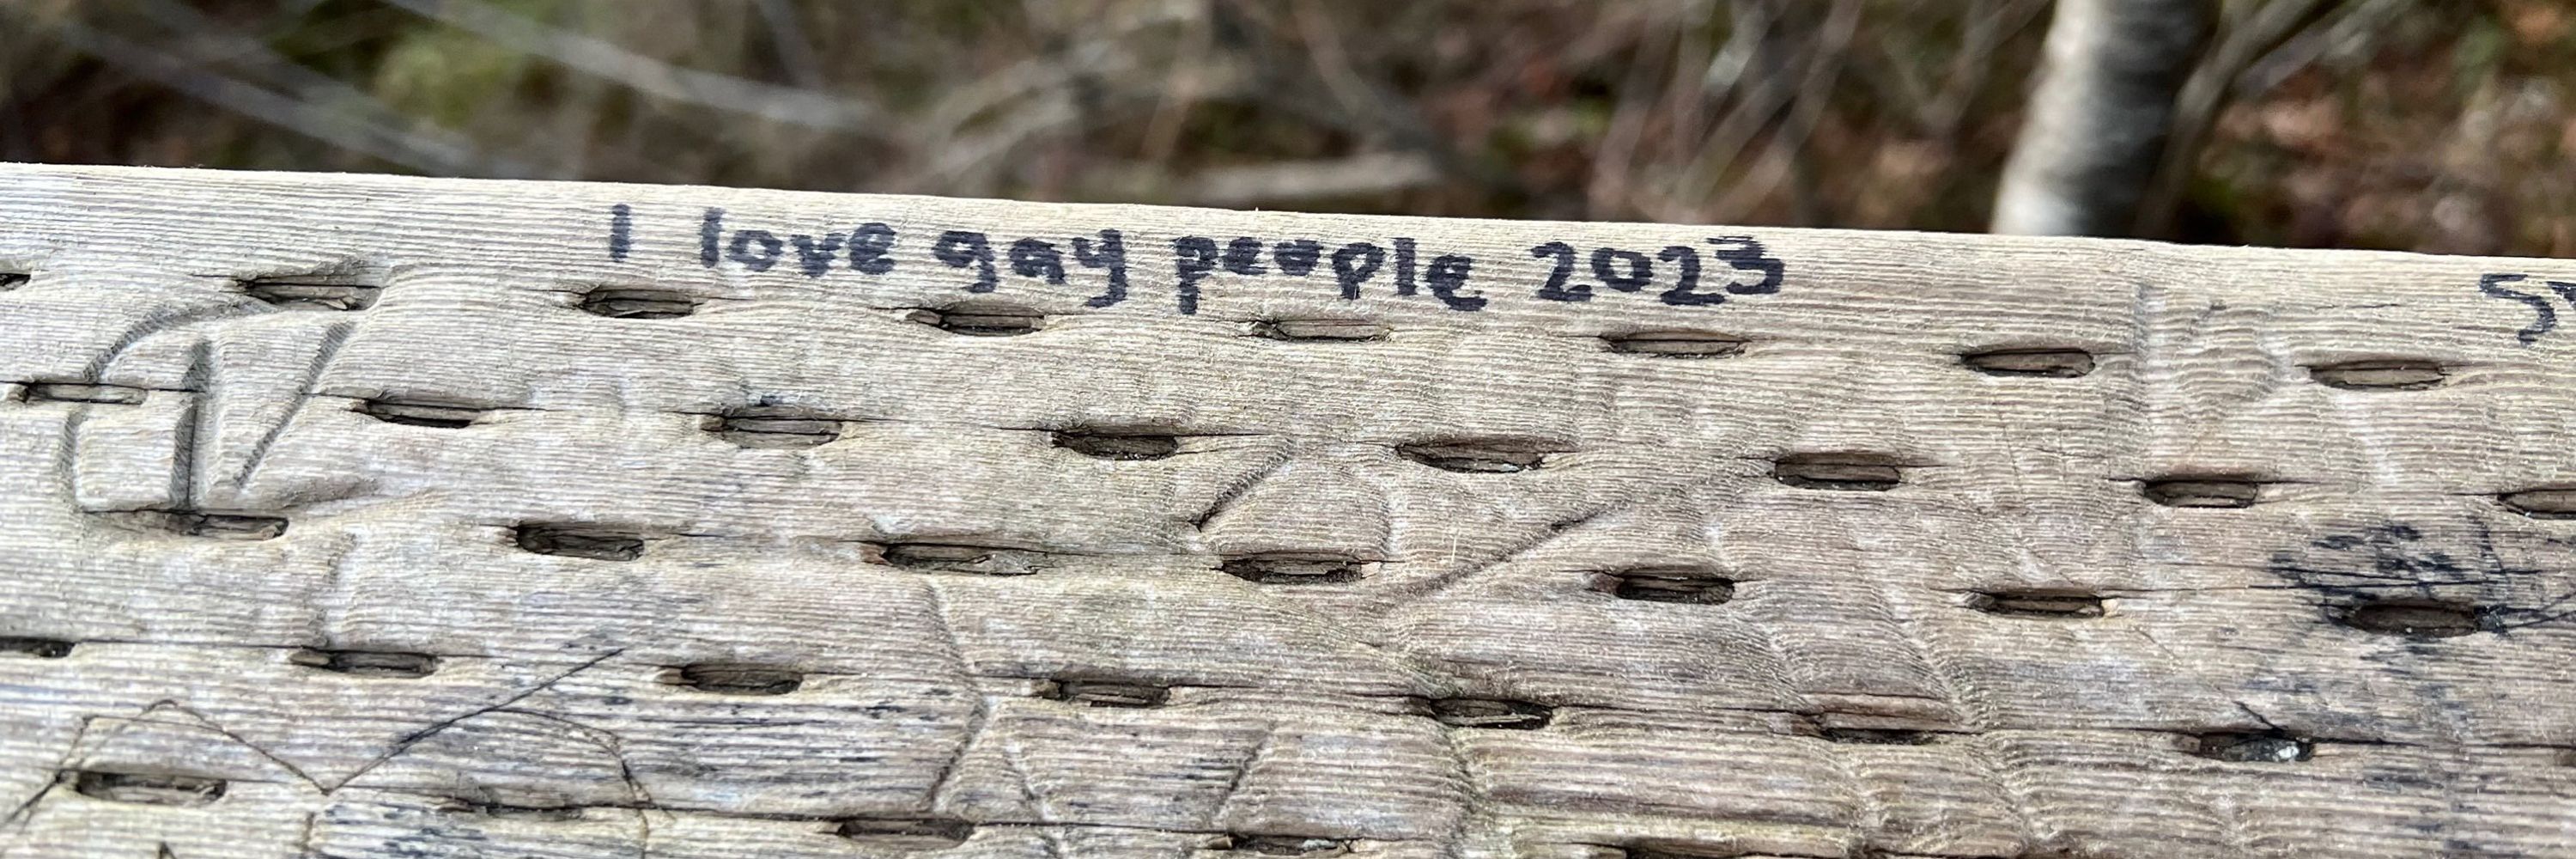 I love gay people 2023